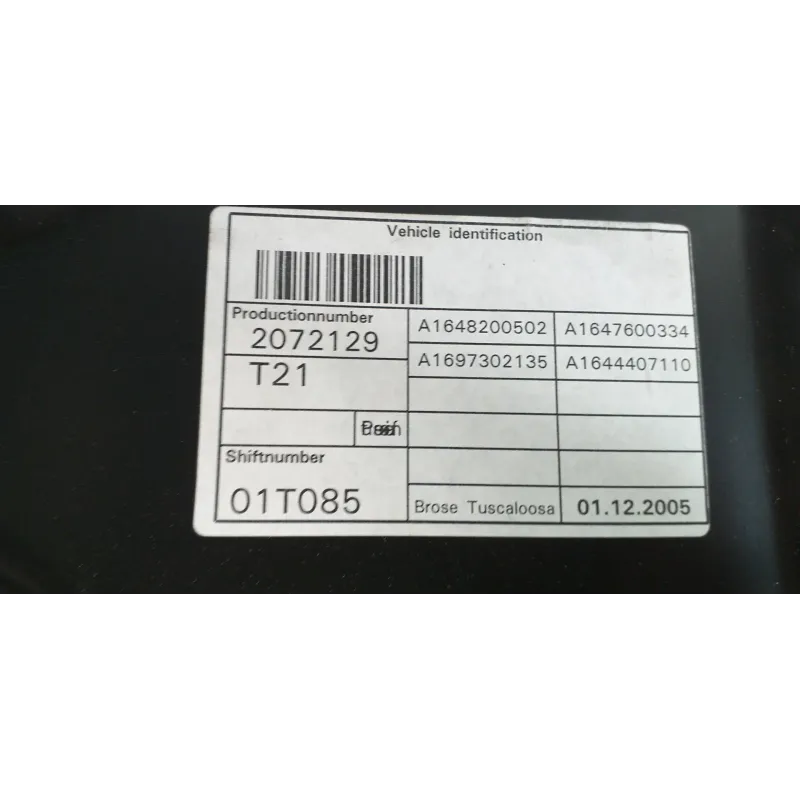 Vehicle identification
Productionnumber
2072129
A1648200502 A1647600334
T21
A1697302135 A1644407110
Shiftnumber
01T085
Brose Tuscaloosa 01.12.2005